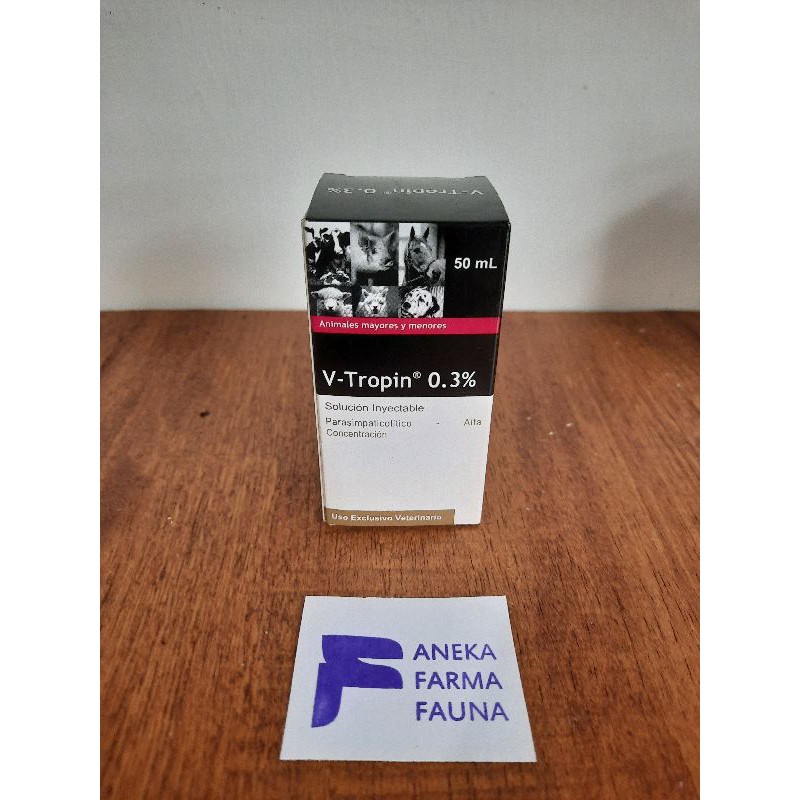 V-Tropin® 0.3%
50 mL
Animales mayores y menores
V-Tropin® 0.3%
Solución Inyectable
Parasimpaticolítico - Alta
Concentración
Uso Exclusivo Veterinario
ANEKA
FARMA
FAUNA